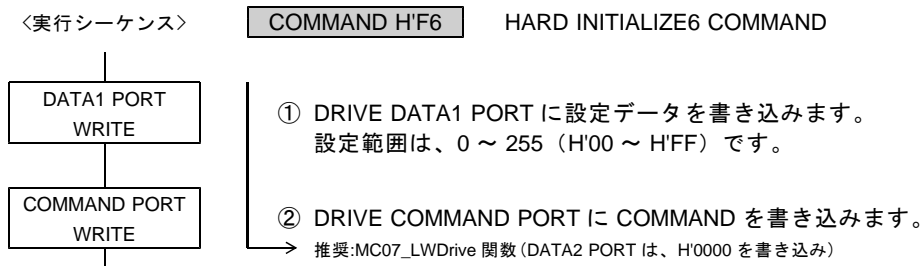 〈実行シーケンス〉
COMMAND H'F6 HARD INITIALIZE6 COMMAND
DATA1 PORT
WRITE
① DRIVE DATA1 PORT に設定データを書き込みます。
設定範囲は、0 ～ 255（H'00 ～ H'FF）です。
COMMAND PORT
WRITE
② DRIVE COMMAND PORT に COMMAND を書き込みます。
推奨:MC07_LWDrive 関数(DATA2 PORT は、H'0000 を書き込み)